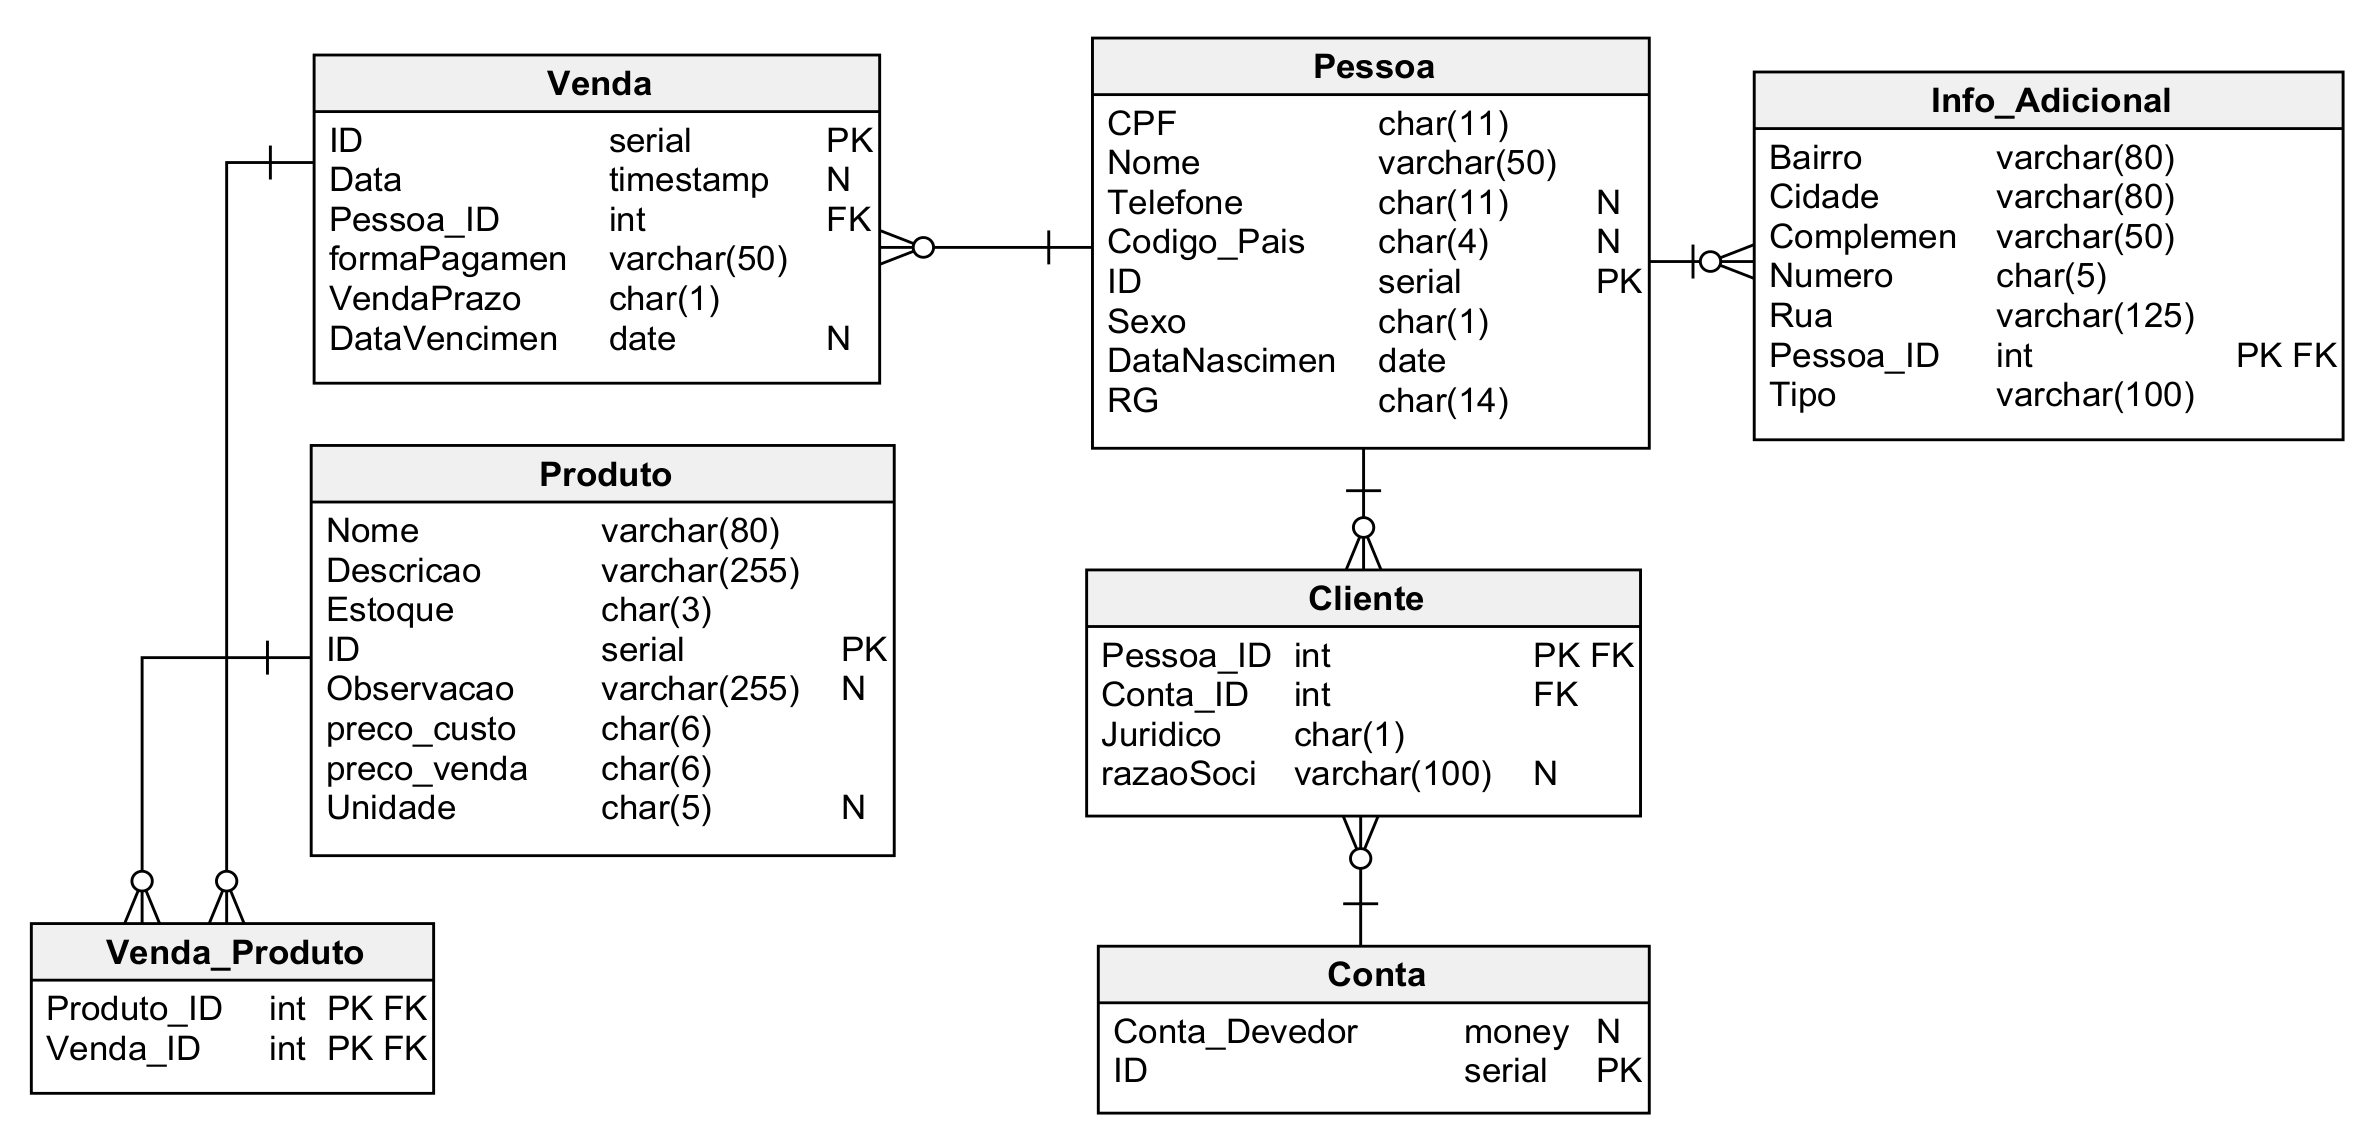 Venda
ID serial PK
Data timestamp N
Pessoa_ID int FK
formaPagamen varchar(50)
VendaPrazo char(1)
DataVencimen date N
Pessoa
CPF char(11)
Nome varchar(50)
Telefone char(11) N
Codigo_Pais char(4) N
ID serial PK
Sexo char(1)
DataNascimen date
RG char(14)
Info_Adicional
Bairro varchar(80)
Cidade varchar(80)
Complemen varchar(50)
Numero char(5)
Rua varchar(125)
Pessoa_ID int PK FK
Tipo varchar(100)
Produto
Nome varchar(80)
Descricao varchar(255)
Estoque char(3)
ID serial PK
Observacao varchar(255) N
preco_custo char(6)
preco_venda char(6)
Unidade char(5) N
Cliente
Pessoa_ID int PK FK
Conta_ID int FK
Juridico char(1)
razaoSoci varchar(100) N
Venda_Produto
Produto_ID int PK FK
Venda_ID int PK FK
Conta
Conta_Devedor money N
ID serial PK